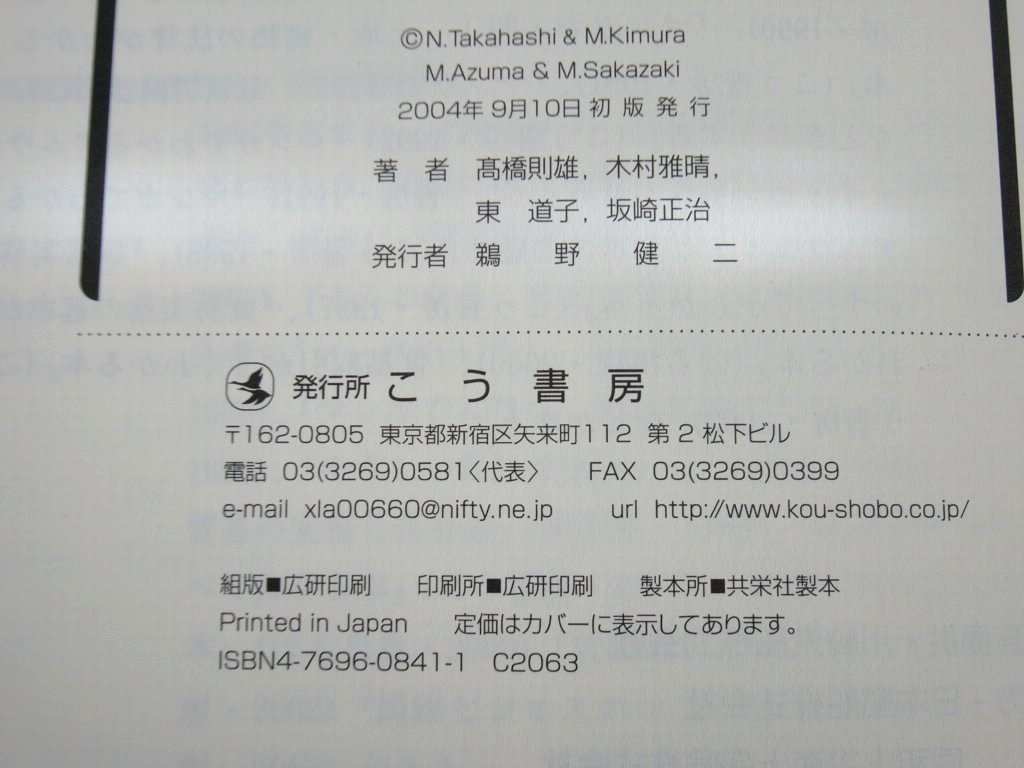 ©N.Takahashi & M.Kimura
M.Azuma & M.Sakazaki
2004年 9月10日 初 版 発 行
著　者　髙橋則雄，木村雅晴，
東　道子，坂崎正治
発行者　鵜　野　健　二
発行所　こ う 書 房
〒162-0805　東京都新宿区矢来町112　第２松下ビル
電話　03(3269)0581〈代表〉　FAX　03(3269)0399
e-mail　xla00660@nifty.ne.jp　url　http://www.kou-shobo.co.jp/
組版■広研印刷　印刷所■広研印刷　製本所■共栄社製本
Printed in Japan　定価はカバーに表示してあります。
ISBN4-7696-0841-1　C2063